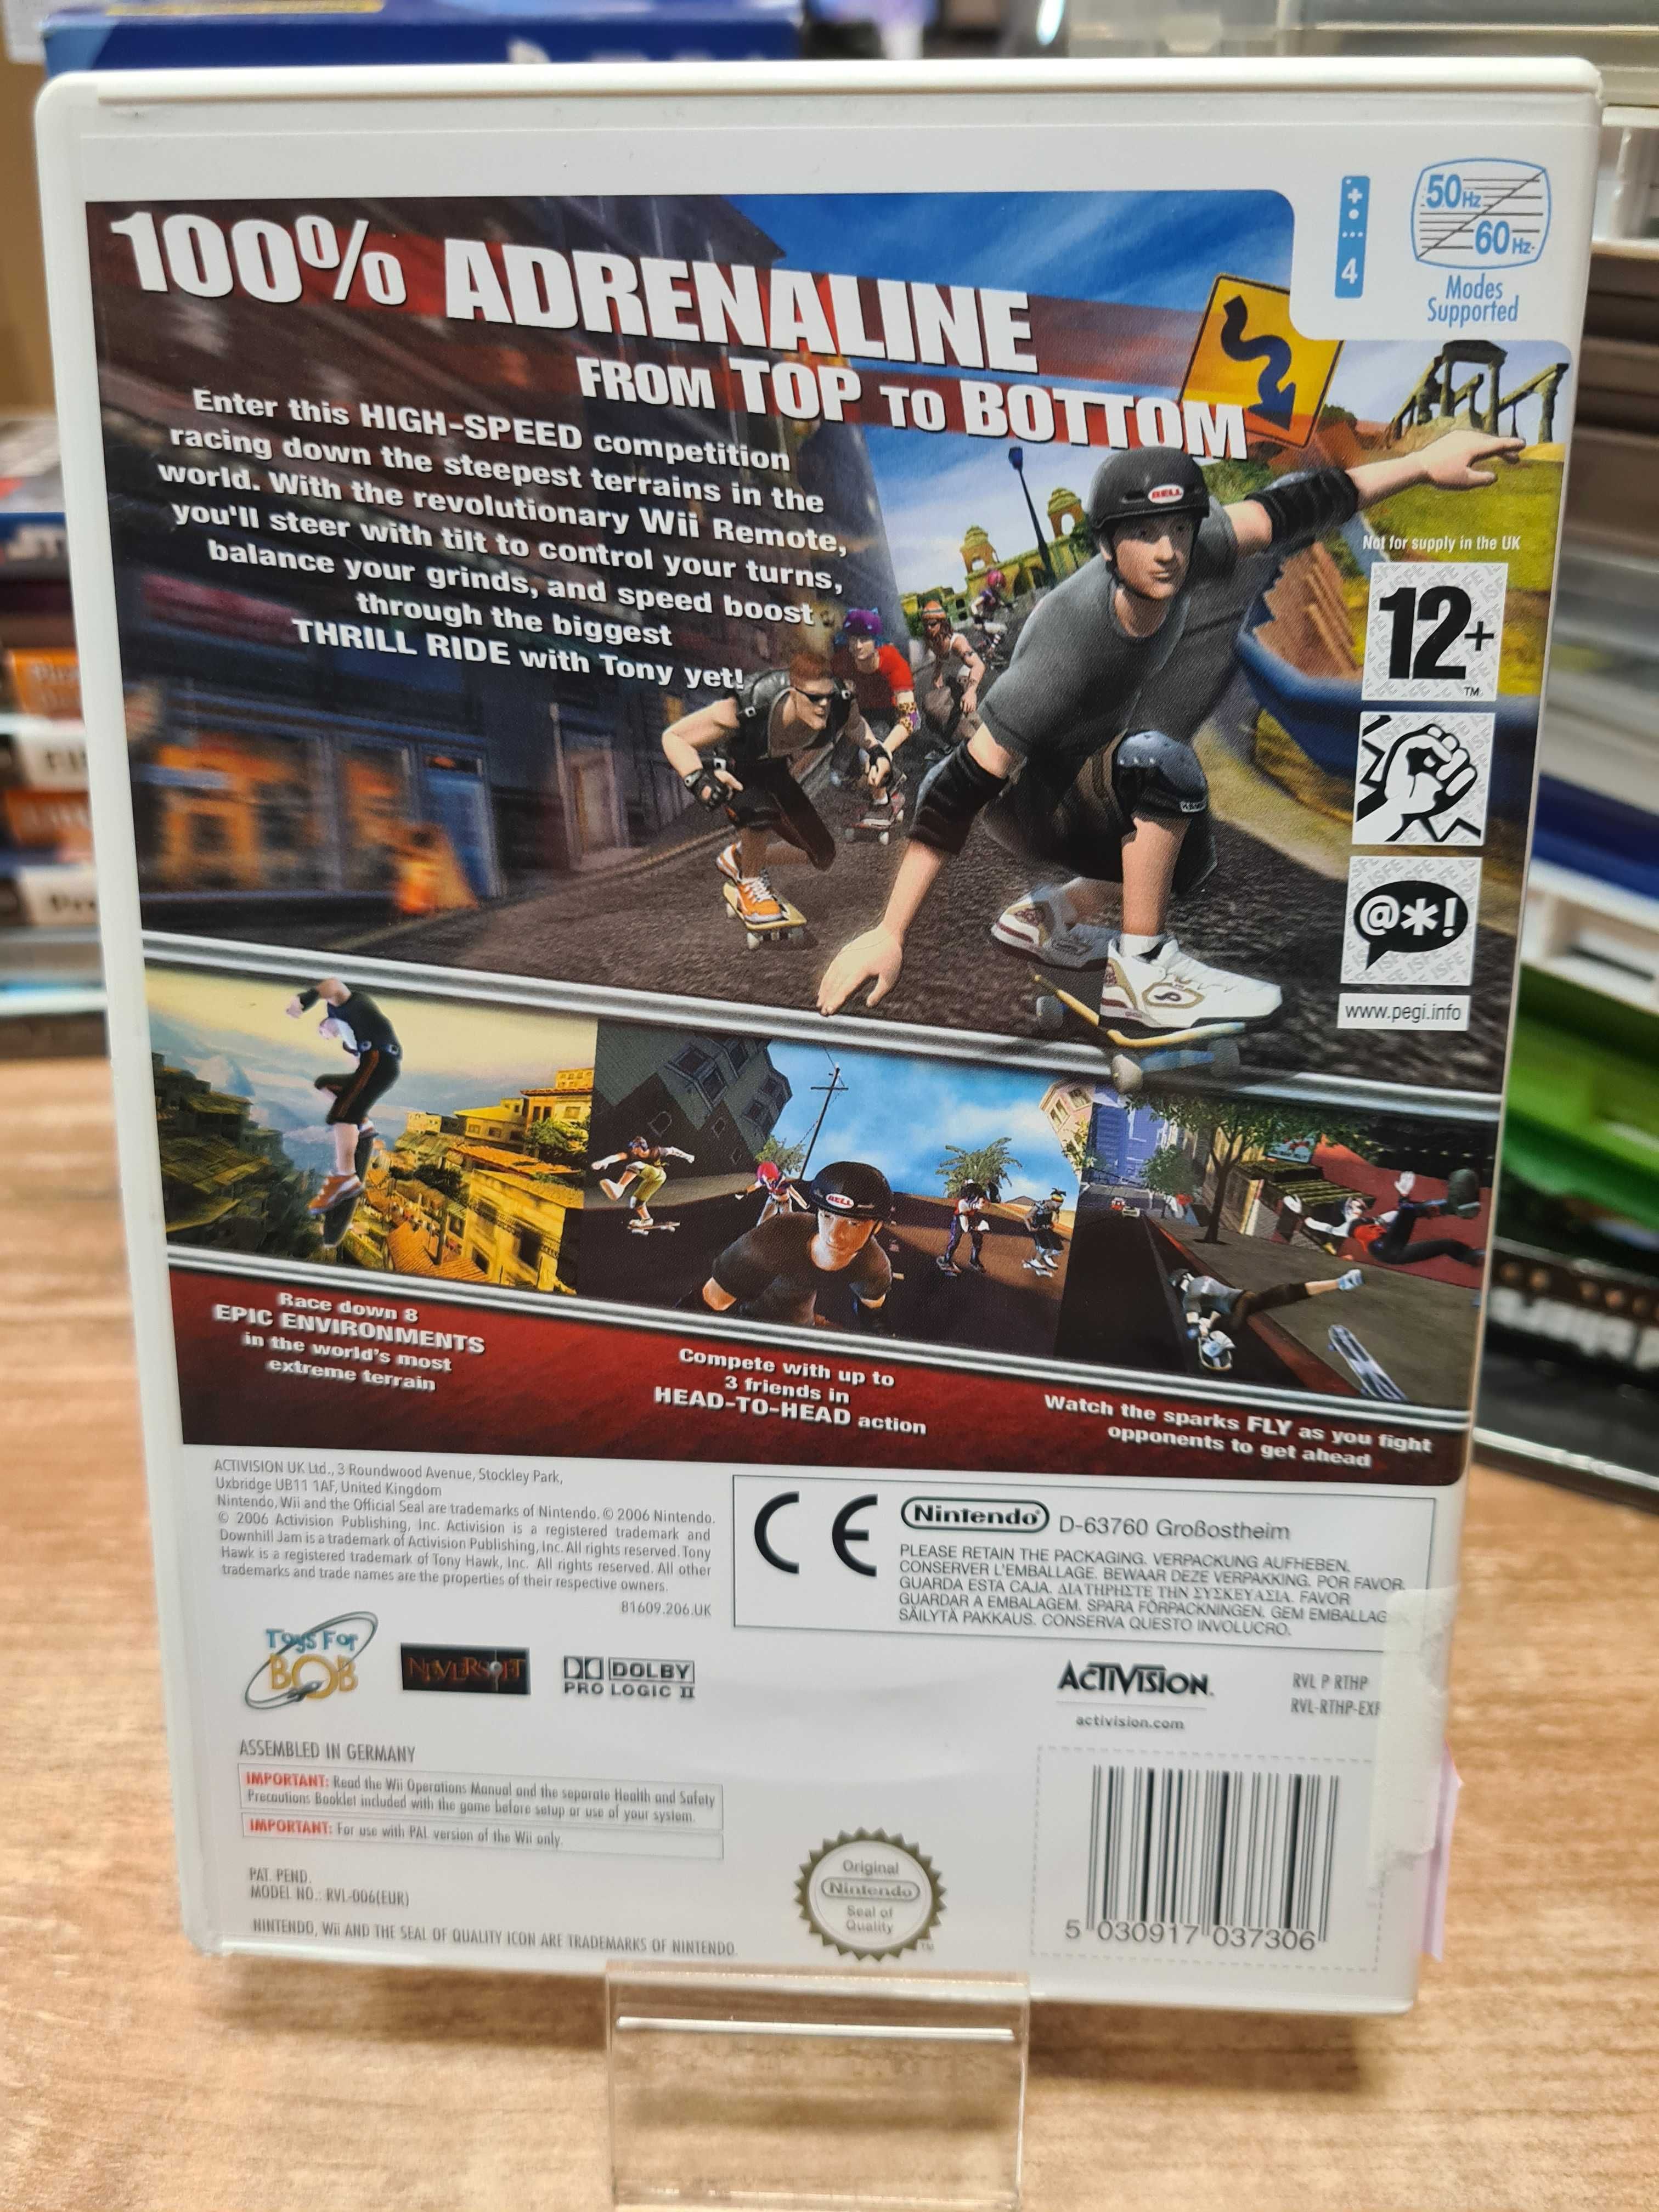 50Hz
60Hz
Modes
Supported
4
100% ADRENALINE
FROM TOP TO BOTTOM
Enter this HIGH-SPEED competition
racing down the steepest terrains in the
world. With the revolutionary Wii Remote,
you'll steer with tilt to control your turns,
balance your grinds, and speed boost
through the biggest
THRILL RIDE with Tony yet!
BELL
Not for supply in the UK
12+
TM
@*!
www.pegi.info
BELL
Race down 8
EPIC ENVIRONMENTS
in the world's most
extreme terrain
Compete with up to
3 friends in
HEAD-TO-HEAD action
Watch the sparks FLY as you fight
opponents to get ahead
ACTIVISION UK Ltd., 3 Roundwood Avenue, Stockley Park,
Uxbridge UB11 1AF, United Kingdom
Nintendo, Wii and the Official Seal are trademarks of Nintendo. © 2006 Nintendo.
© 2006 Activision Publishing, Inc. Activision is a registered trademark and
Downhill Jam is a trademark of Activision Publishing, Inc. All rights reserved. Tony
Hawk is a registered trademark of Tony Hawk, Inc. All rights reserved. All other
trademarks and trade names are the properties of their respective owners.
81609.206.UK
CE
Nintendo® D-63760 Großostheim
PLEASE RETAIN THE PACKAGING. VERPACKUNG AUFHEBEN.
CONSERVER L'EMBALLAGE. BEWAAR DEZE VERPAKKING. POR FAVOR,
GUARDA ESTA CAJA. ΔΙΑΤΗΡΗΣΤΕ ΤΗΝ ΣΥΣΚΕΥΑΣΙΑ. FAVOR
GUARDAR A EMBALAGEM. SPARA FÖRPACKNINGEN. GEM EMBALLAG
SÄILYTÄ PAKKAUS. CONSERVA QUESTO INVOLUCRO.
TOYS FOR
BOB
NEVERSOFT
DOLBY
PRO LOGIC II
ACTIVISION.
activision.com
RVL P RTHP
RVL-RTHP-EX
ASSEMBLED IN GERMANY
IMPORTANT: Read the Wii Operations Manual and the separate Health and Safety
Precautions Booklet included with the game before setup or use of your system.
IMPORTANT: For use with PAL version of the Wii only.
PAT. PEND.
MODEL NO.: RVL-006(EUR)
NINTENDO, Wii AND THE SEAL OF QUALITY ICON ARE TRADEMARKS OF NINTENDO.
Original
Nintendo
Seal of
Quality
TM
5 030917 037306